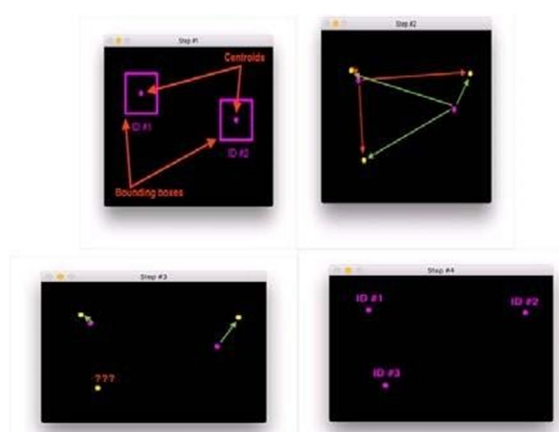 Step #1
Centroids
ID #1
ID #2
Bounding boxes
Step #2
Step #3
???
Step #4
ID #1
ID #2
ID #3